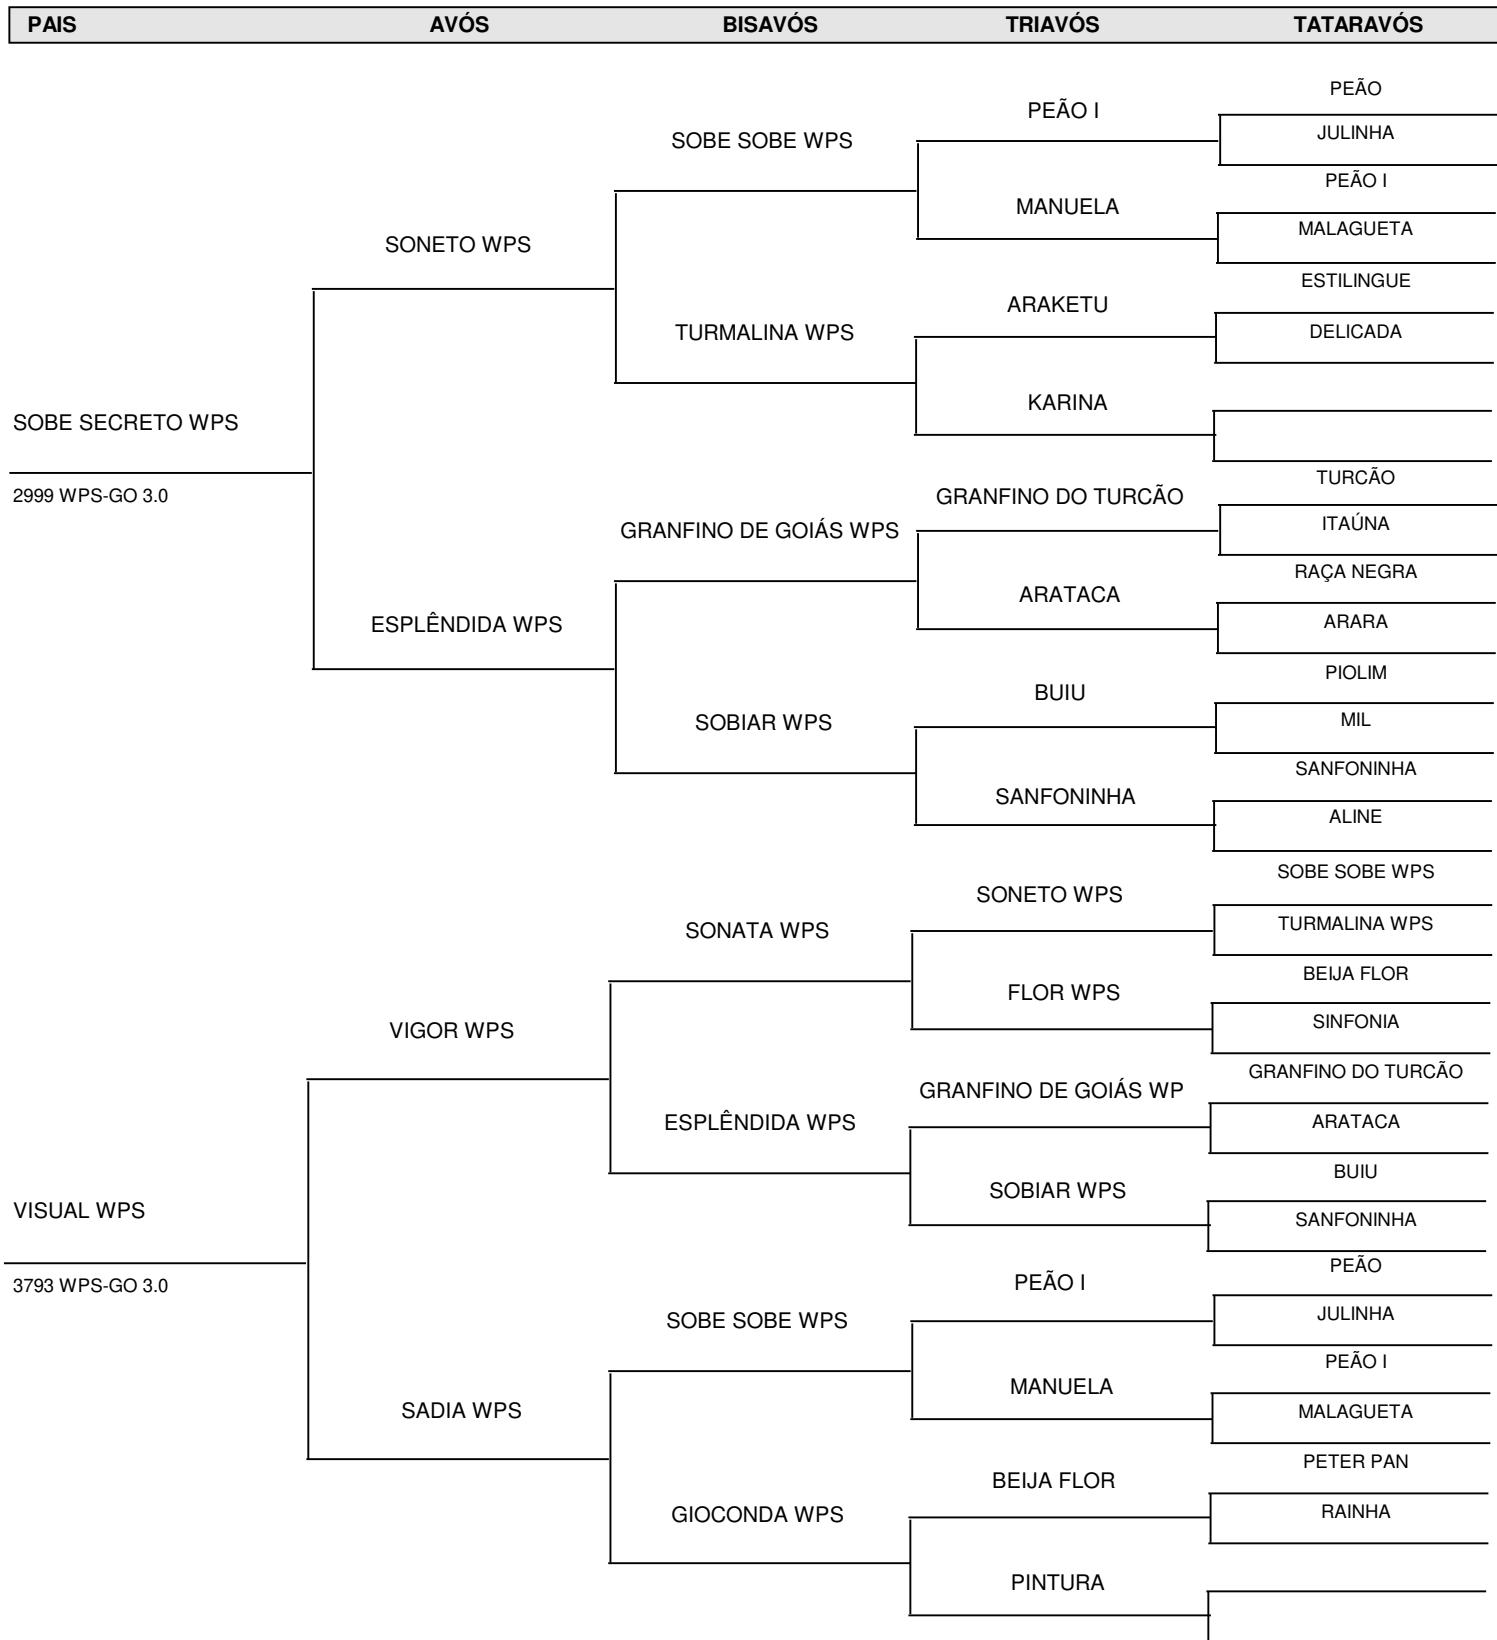 PAIS AVÓS BISAVÓS TRIAVÓS TATARAVÓS
PEÃO
PEÃO I
JULINHA
SOBE SOBE WPS
PEÃO I
MANUELA
MALAGUETA
SONETO WPS
ESTILINGUE
ARAKETU
TURMALINA WPS
DELICADA
KARINA
SOBE SECRETO WPS
TURCÃO
2999 WPS-GO 3.0
GRANFINO DO TURCÃO
ITAÚNA
GRANFINO DE GOIÁS WPS
RAÇA NEGRA
ARATACA
ESPLÊNDIDA WPS
ARARA
PIOLIM
BUIU
SOBIAR WPS
MIL
SANFONINHA
SANFONINHA
ALINE
SOBE SOBE WPS
SONETO WPS
SONATA WPS
TURMALINA WPS
BEIJA FLOR
FLOR WPS
VIGOR WPS
SINFONIA
GRANFINO DO TURCÃO
GRANFINO DE GOIÁS WP
ESPLÊNDIDA WPS
ARATACA
BUIU
SOBIAR WPS
VISUAL WPS
SANFONINHA
PEÃO
3793 WPS-GO 3.0
PEÃO I
JULINHA
SOBE SOBE WPS
PEÃO I
MANUELA
SADIA WPS
MALAGUETA
PETER PAN
BEIJA FLOR
GIOCONDA WPS
RAINHA
PINTURA